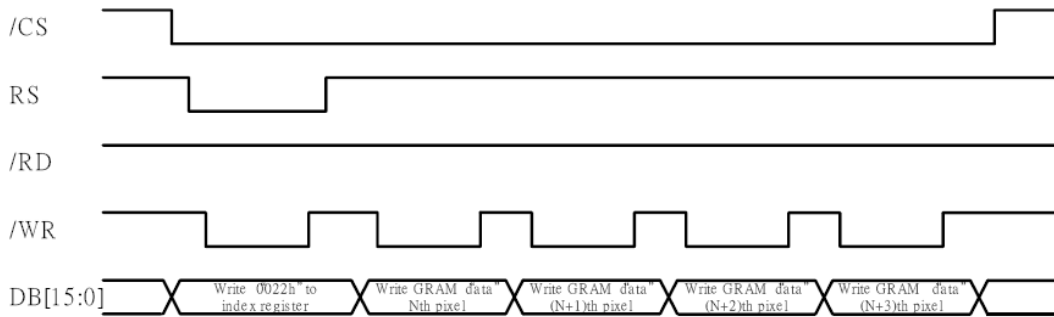 /CS
RS
/RD
/WR
DB[15:0]
Write "0022h" to
index register
Write GRAM "data"
Nth pixel
Write GRAM "data"
(N+1)th pixel
Write GRAM "data"
(N+2)th pixel
Write GRAM "data"
(N+3)th pixel